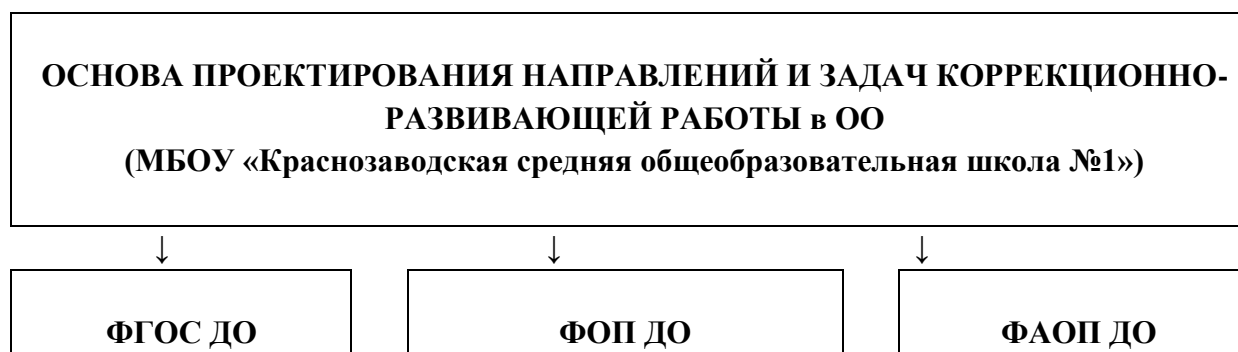 ОСНОВА ПРОЕКТИРОВАНИЯ НАПРАВЛЕНИЙ И ЗАДАЧ КОРРЕКЦИОННО-
РАЗВИВАЮЩЕЙ РАБОТЫ в ОО
(МБОУ «Краснозаводская средняя общеобразовательная школа №1»)
↓ ↓ ↓
ФГОС ДО ФОП ДО ФАОП ДО